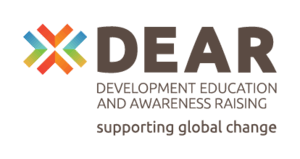 DEAR
DEVELOPMENT EDUCATION
AND AWARENESS RAISING
supporting global change